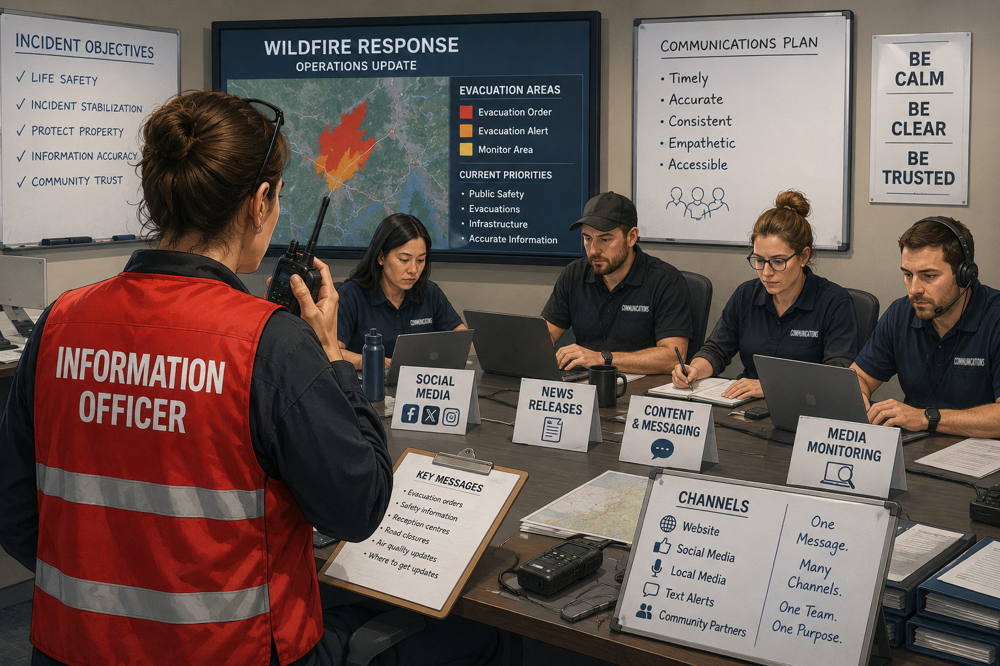 INCIDENT OBJECTIVES
✓ LIFE SAFETY
✓ INCIDENT STABILIZATION
✓ PROTECT PROPERTY
✓ INFORMATION ACCURACY
✓ COMMUNITY TRUST
WILDFIRE RESPONSE
OPERATIONS UPDATE
EVACUATION AREAS
Evacuation Order
Evacuation Alert
Monitor Area
CURRENT PRIORITIES
• Public Safety
• Evacuations
• Infrastructure
• Accurate Information
COMMUNICATIONS PLAN
• Timely
• Accurate
• Consistent
• Empathetic
• Accessible
BE
CALM
BE
CLEAR
BE
TRUSTED
INFORMATION
OFFICER
COMMUNICATIONS
COMMUNICATIONS
COMMUNICATIONS
COMMUNICATIONS
SOCIAL
MEDIA
NEWS
RELEASES
CONTENT
& MESSAGING
MEDIA
MONITORING
KEY MESSAGES
• Evacuation orders
• Safety information
• Reception centres
• Road closures
• Air quality updates
• Where to get updates
CHANNELS
Website
Social Media
Local Media
Text Alerts
Community Partners
One
Message.
Many
Channels.
One Team.
One Purpose.